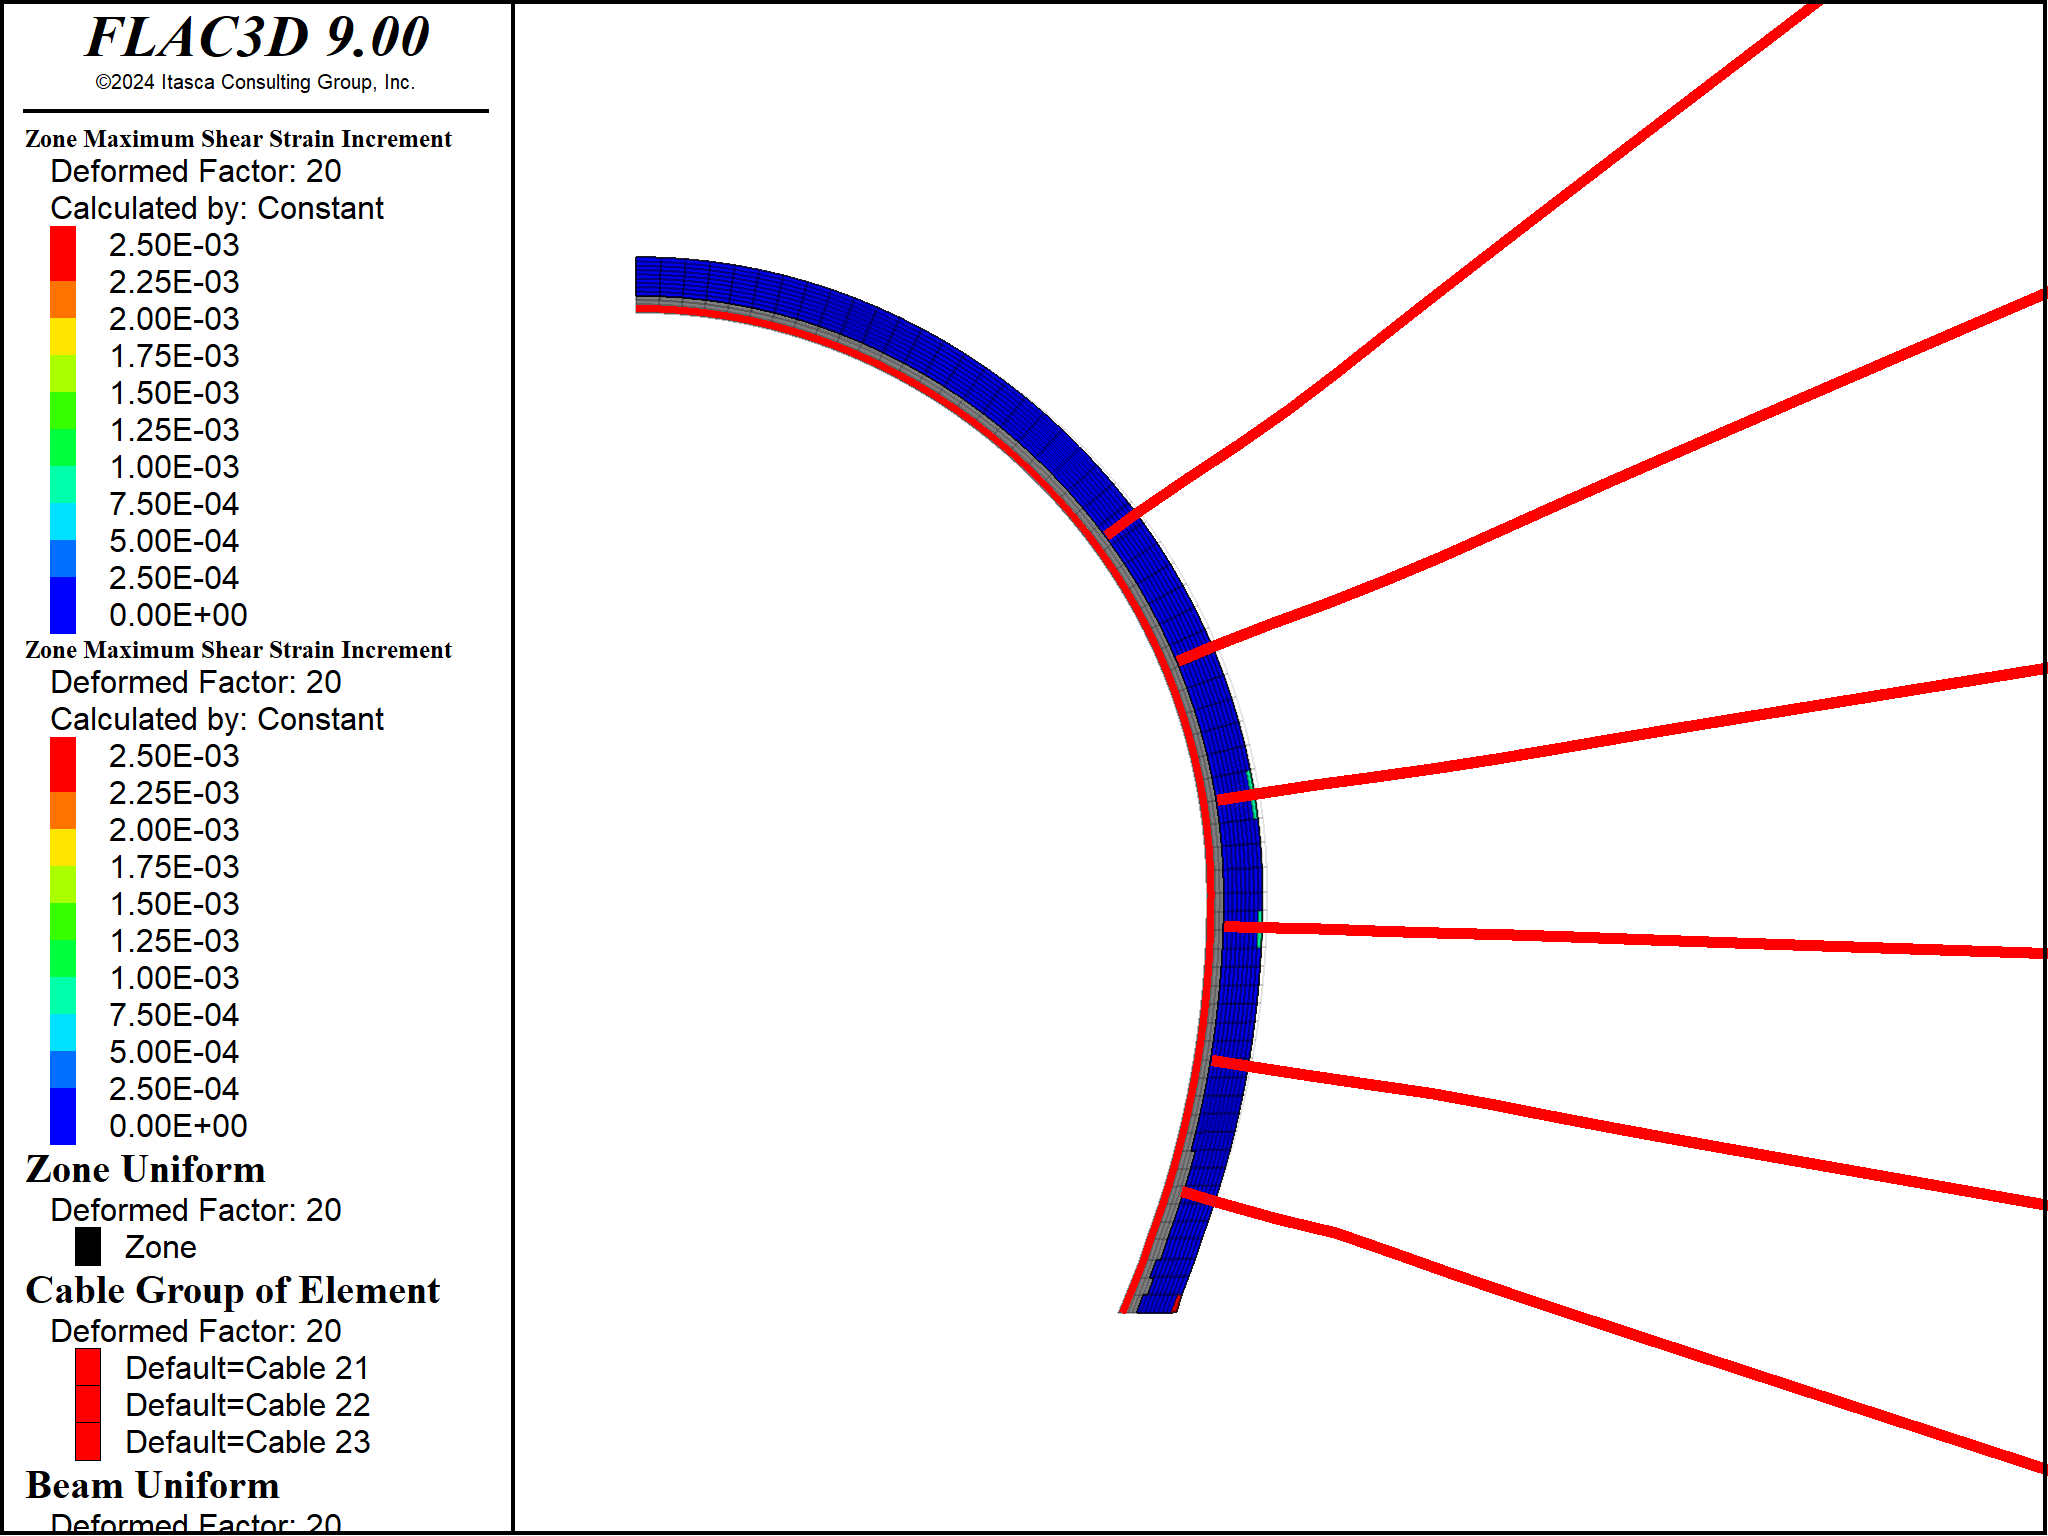 FLAC3D 9.00
©2024 Itasca Consulting Group, Inc.
Zone Maximum Shear Strain Increment
Deformed Factor: 20
Calculated by: Constant
2.50E-03
2.25E-03
2.00E-03
1.75E-03
1.50E-03
1.25E-03
1.00E-03
7.50E-04
5.00E-04
2.50E-04
0.00E+00
Zone Maximum Shear Strain Increment
Deformed Factor: 20
Calculated by: Constant
2.50E-03
2.25E-03
2.00E-03
1.75E-03
1.50E-03
1.25E-03
1.00E-03
7.50E-04
5.00E-04
2.50E-04
0.00E+00
Zone Uniform
Deformed Factor: 20
Zone
Cable Group of Element
Deformed Factor: 20
Default=Cable 21
Default=Cable 22
Default=Cable 23
Beam Uniform
Deformed Factor: 20